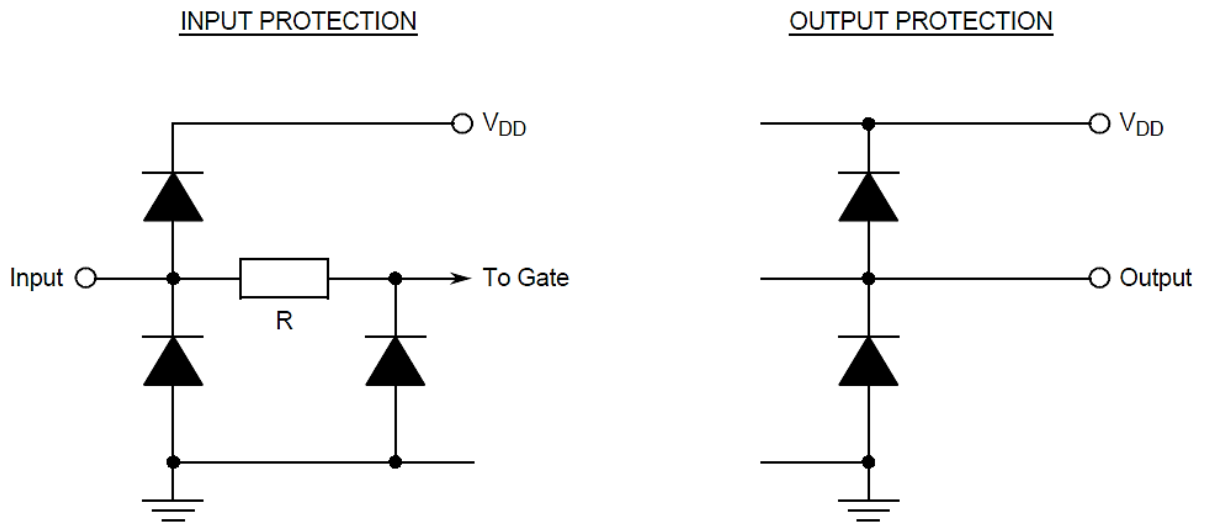 INPUT PROTECTION
OUTPUT PROTECTION
VDD
VDD
Input
R
To Gate
Output